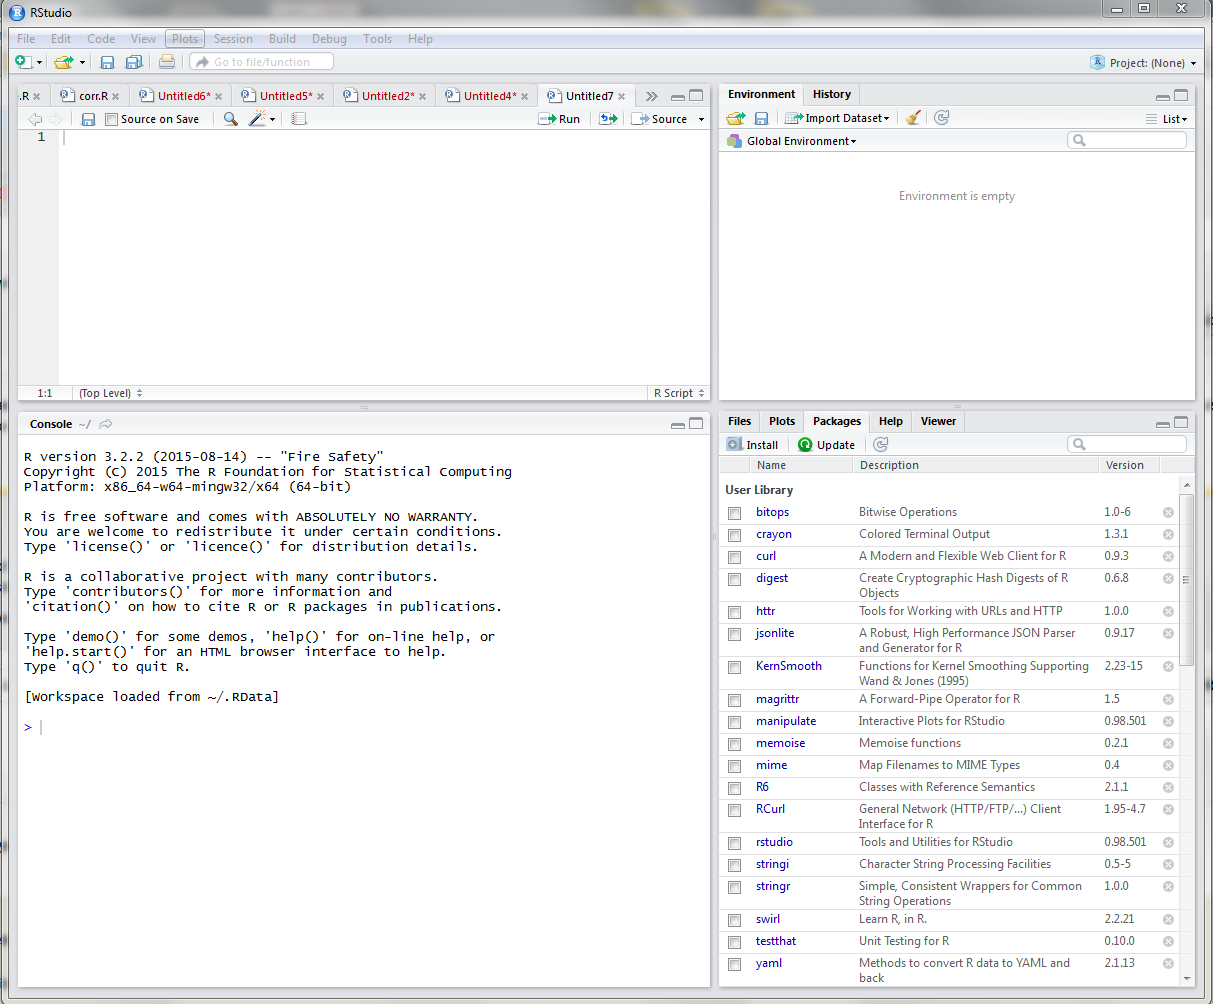 RStudio
File Edit Code View Plots Session Build Debug Tools Help
Go to file/function
Project: (None)
.R
corr.R
Untitled6*
Untitled5*
Untitled2*
Untitled4*
Untitled7
Source on Save
Run
Source
1
1:1
(Top Level)
R Script
Console ~/
R version 3.2.2 (2015-08-14) -- "Fire Safety"
Copyright (C) 2015 The R Foundation for Statistical Computing
Platform: x86_64-w64-mingw32/x64 (64-bit)
R is free software and comes with ABSOLUTELY NO WARRANTY.
You are welcome to redistribute it under certain conditions.
Type 'license()' or 'licence()' for distribution details.
R is a collaborative project with many contributors.
Type 'contributors()' for more information and
'citation()' on how to cite R or R packages in publications.
Type 'demo()' for some demos, 'help()' for on-line help, or
'help.start()' for an HTML browser interface to help.
Type 'q()' to quit R.
[Workspace loaded from ~/.RData]
>
Environment History
Import Dataset
List
Global Environment
Environment is empty
Files Plots Packages Help Viewer
Install Update
Name Description Version
User Library
bitops Bitwise Operations 1.0-6
crayon Colored Terminal Output 1.3.1
curl A Modern and Flexible Web Client for R 0.9.3
digest Create Cryptographic Hash Digests of R 0.6.8
Objects
httr Tools for Working with URLs and HTTP 1.0.0
jsonlite A Robust, High Performance JSON Parser 0.9.17
and Generator for R
KernSmooth Functions for Kernel Smoothing Supporting 2.23-15
Wand & Jones (1995)
magrittr A Forward-Pipe Operator for R 1.5
manipulate Interactive Plots for RStudio 0.98.501
memoise Memoise functions 0.2.1
mime Map Filenames to MIME Types 0.4
R6 Classes with Reference Semantics 2.1.1
RCurl General Network (HTTP/FTP/...) Client 1.95-4.7
Interface for R
rstudio Tools and Utilities for RStudio 0.98.501
stringi Character String Processing Facilities 0.5-5
stringr Simple, Consistent Wrappers for Common 1.0.0
String Operations
swirl Learn R, in R. 2.2.21
testthat Unit Testing for R 0.10.0
yaml Methods to convert R data to YAML and 2.1.13
back